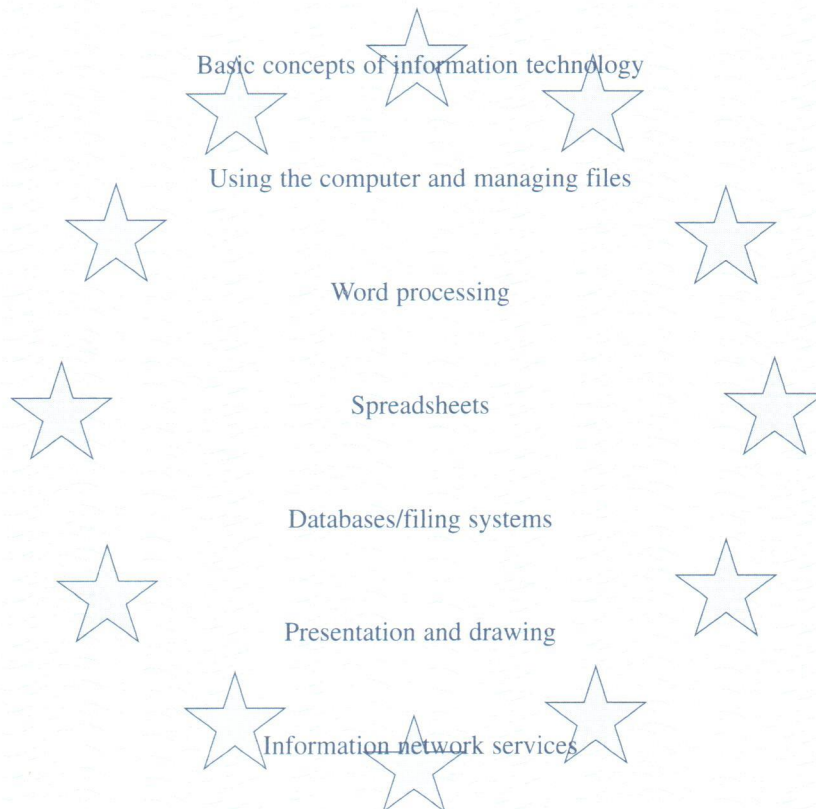 Basic concepts of information technology
Using the computer and managing files
Word processing
Spreadsheets
Databases/filing systems
Presentation and drawing
Information network services